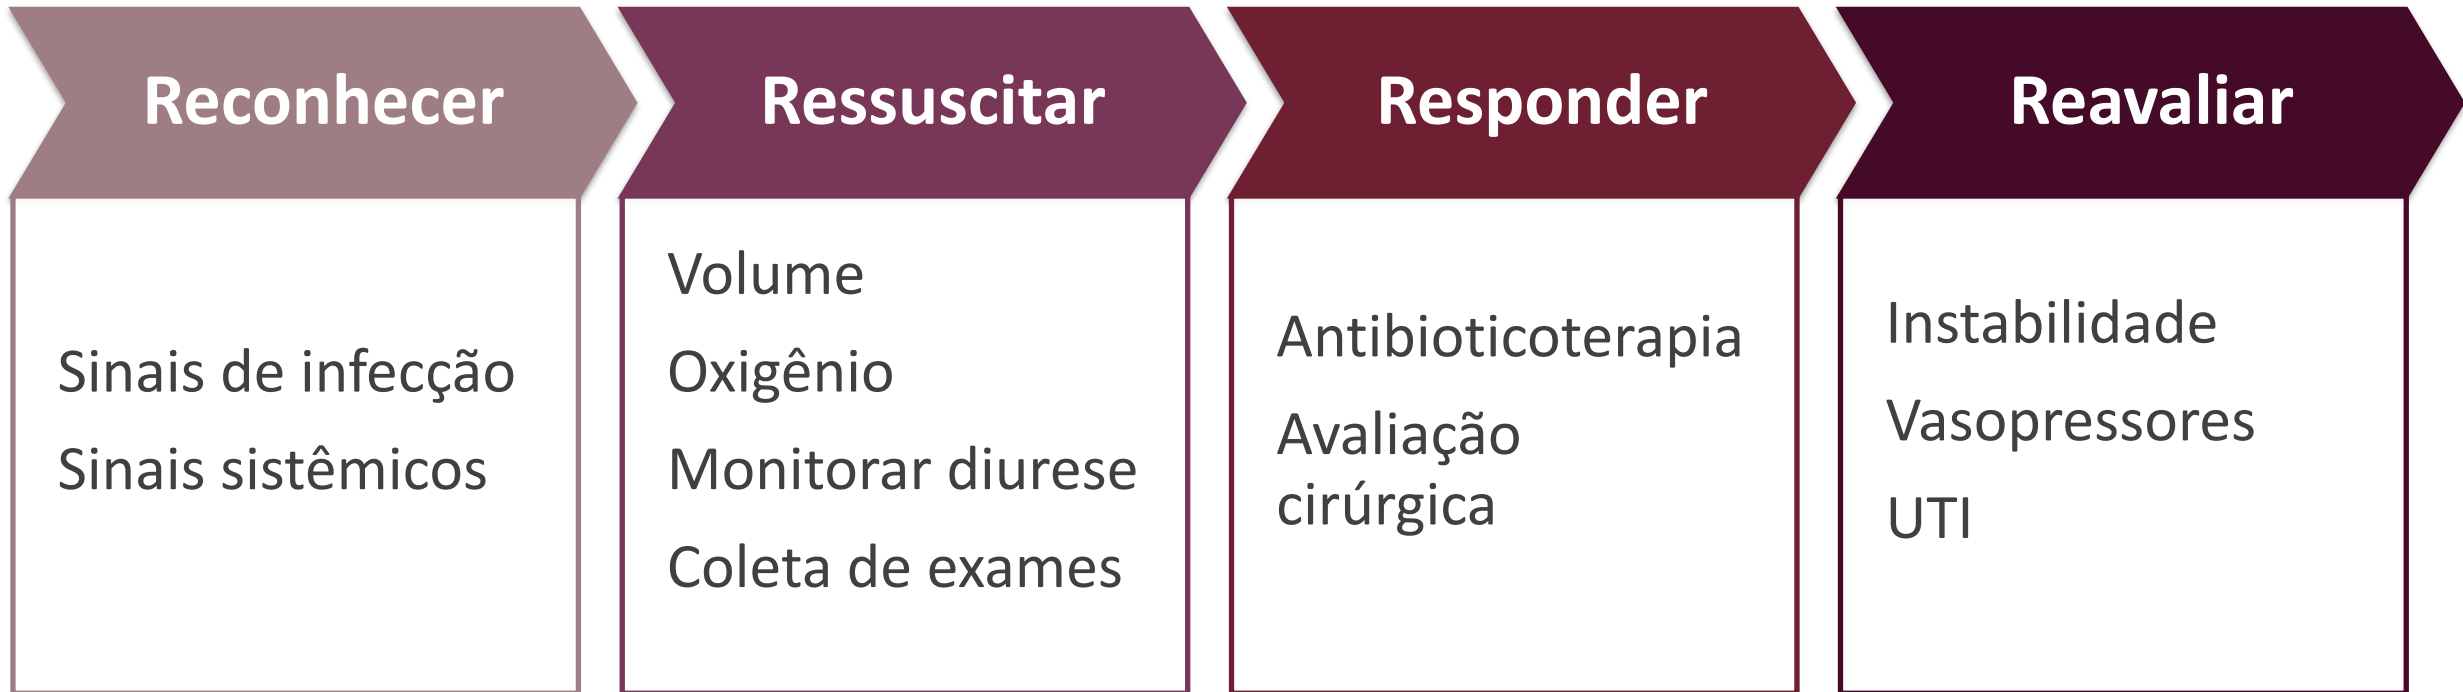 Reconhecer
Sinais de infecção
Sinais sistêmicos
Ressuscitar
Volume
Oxigênio
Monitorar diurese
Coleta de exames
Responder
Antibioticoterapia
Avaliação
cirúrgica
Reavaliar
Instabilidade
Vasopressores
UTI